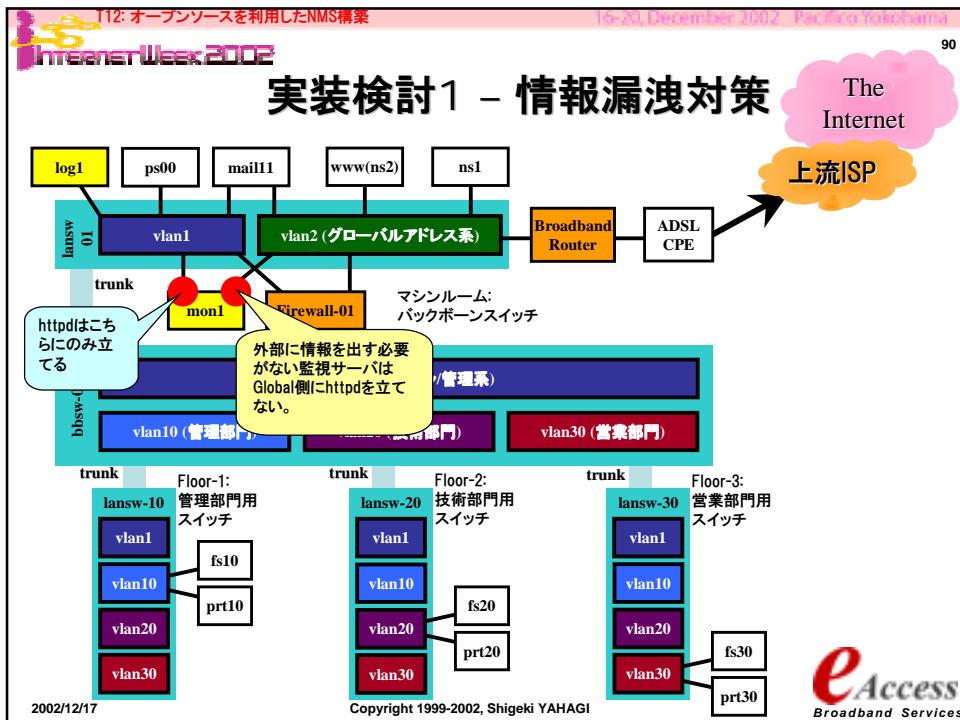 T12: オープンソースを利用したNMS構築
16-20, December 2002 Pacifico Yokohama
InternetWeek2002
90
実装検討1 – 情報漏洩対策
The
Internet
上流ISP
log1
ps00
mail11
www(ns2)
ns1
lansw
01
vlan1
vlan2 (グローバルアドレス系)
Broadband
Router
ADSL
CPE
trunk
mon1
Firewall-01
マシンルーム:
バックボーンスイッチ
httpdはこち
らにのみ立
てる
外部に情報を出す必要
がない監視サーバは
Global側にhttpdを立て
ない。
bbsw-0
/管理系)
vlan10 (管理部門)
技術部門)
vlan30 (営業部門)
trunk
Floor-1:
管理部門用
スイッチ
trunk
Floor-2:
技術部門用
スイッチ
trunk
Floor-3:
営業部門用
スイッチ
lansw-10
vlan1
vlan10
vlan20
vlan30
fs10
prt10
lansw-20
vlan1
vlan10
vlan20
vlan30
fs20
prt20
lansw-30
vlan1
vlan10
vlan20
vlan30
fs30
prt30
2002/12/17
Copyright 1999-2002, Shigeki YAHAGI
eAccess
Broadband Services